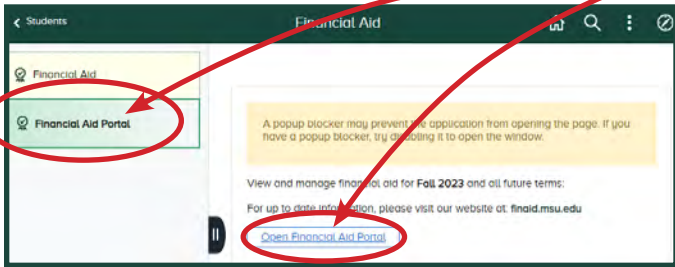 Students
Financial Aid
Financial Aid
Financial Aid Portal
A popup blocker may prevent the application from opening the page. If you
have a popup blocker, try disabling it to open the window.
View and manage financial aid for Fall 2023 and all future terms:
For up to date information, please visit our website at: finaid.msu.edu
Open Financial Aid Portal